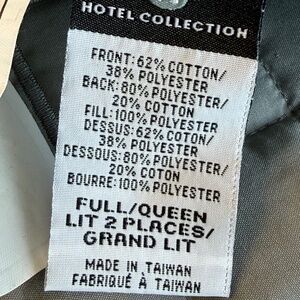 HOTEL COLLECTION
FRONT:62% COTTON/
38% POLYESTER
BACK:80% POLYESTER/
20% COTTON
FILL:100% POLYESTER
DESSUS:62% COTON/
38% POLYESTER
DESSOUS:80% POLYESTER/
20% COTON
BOURRE:100% POLYESTER
FULL/QUEEN
LIT 2 PLACES/
GRAND LIT
MADE IN TAIWAN
FABRIQUÉ À TAIWAN